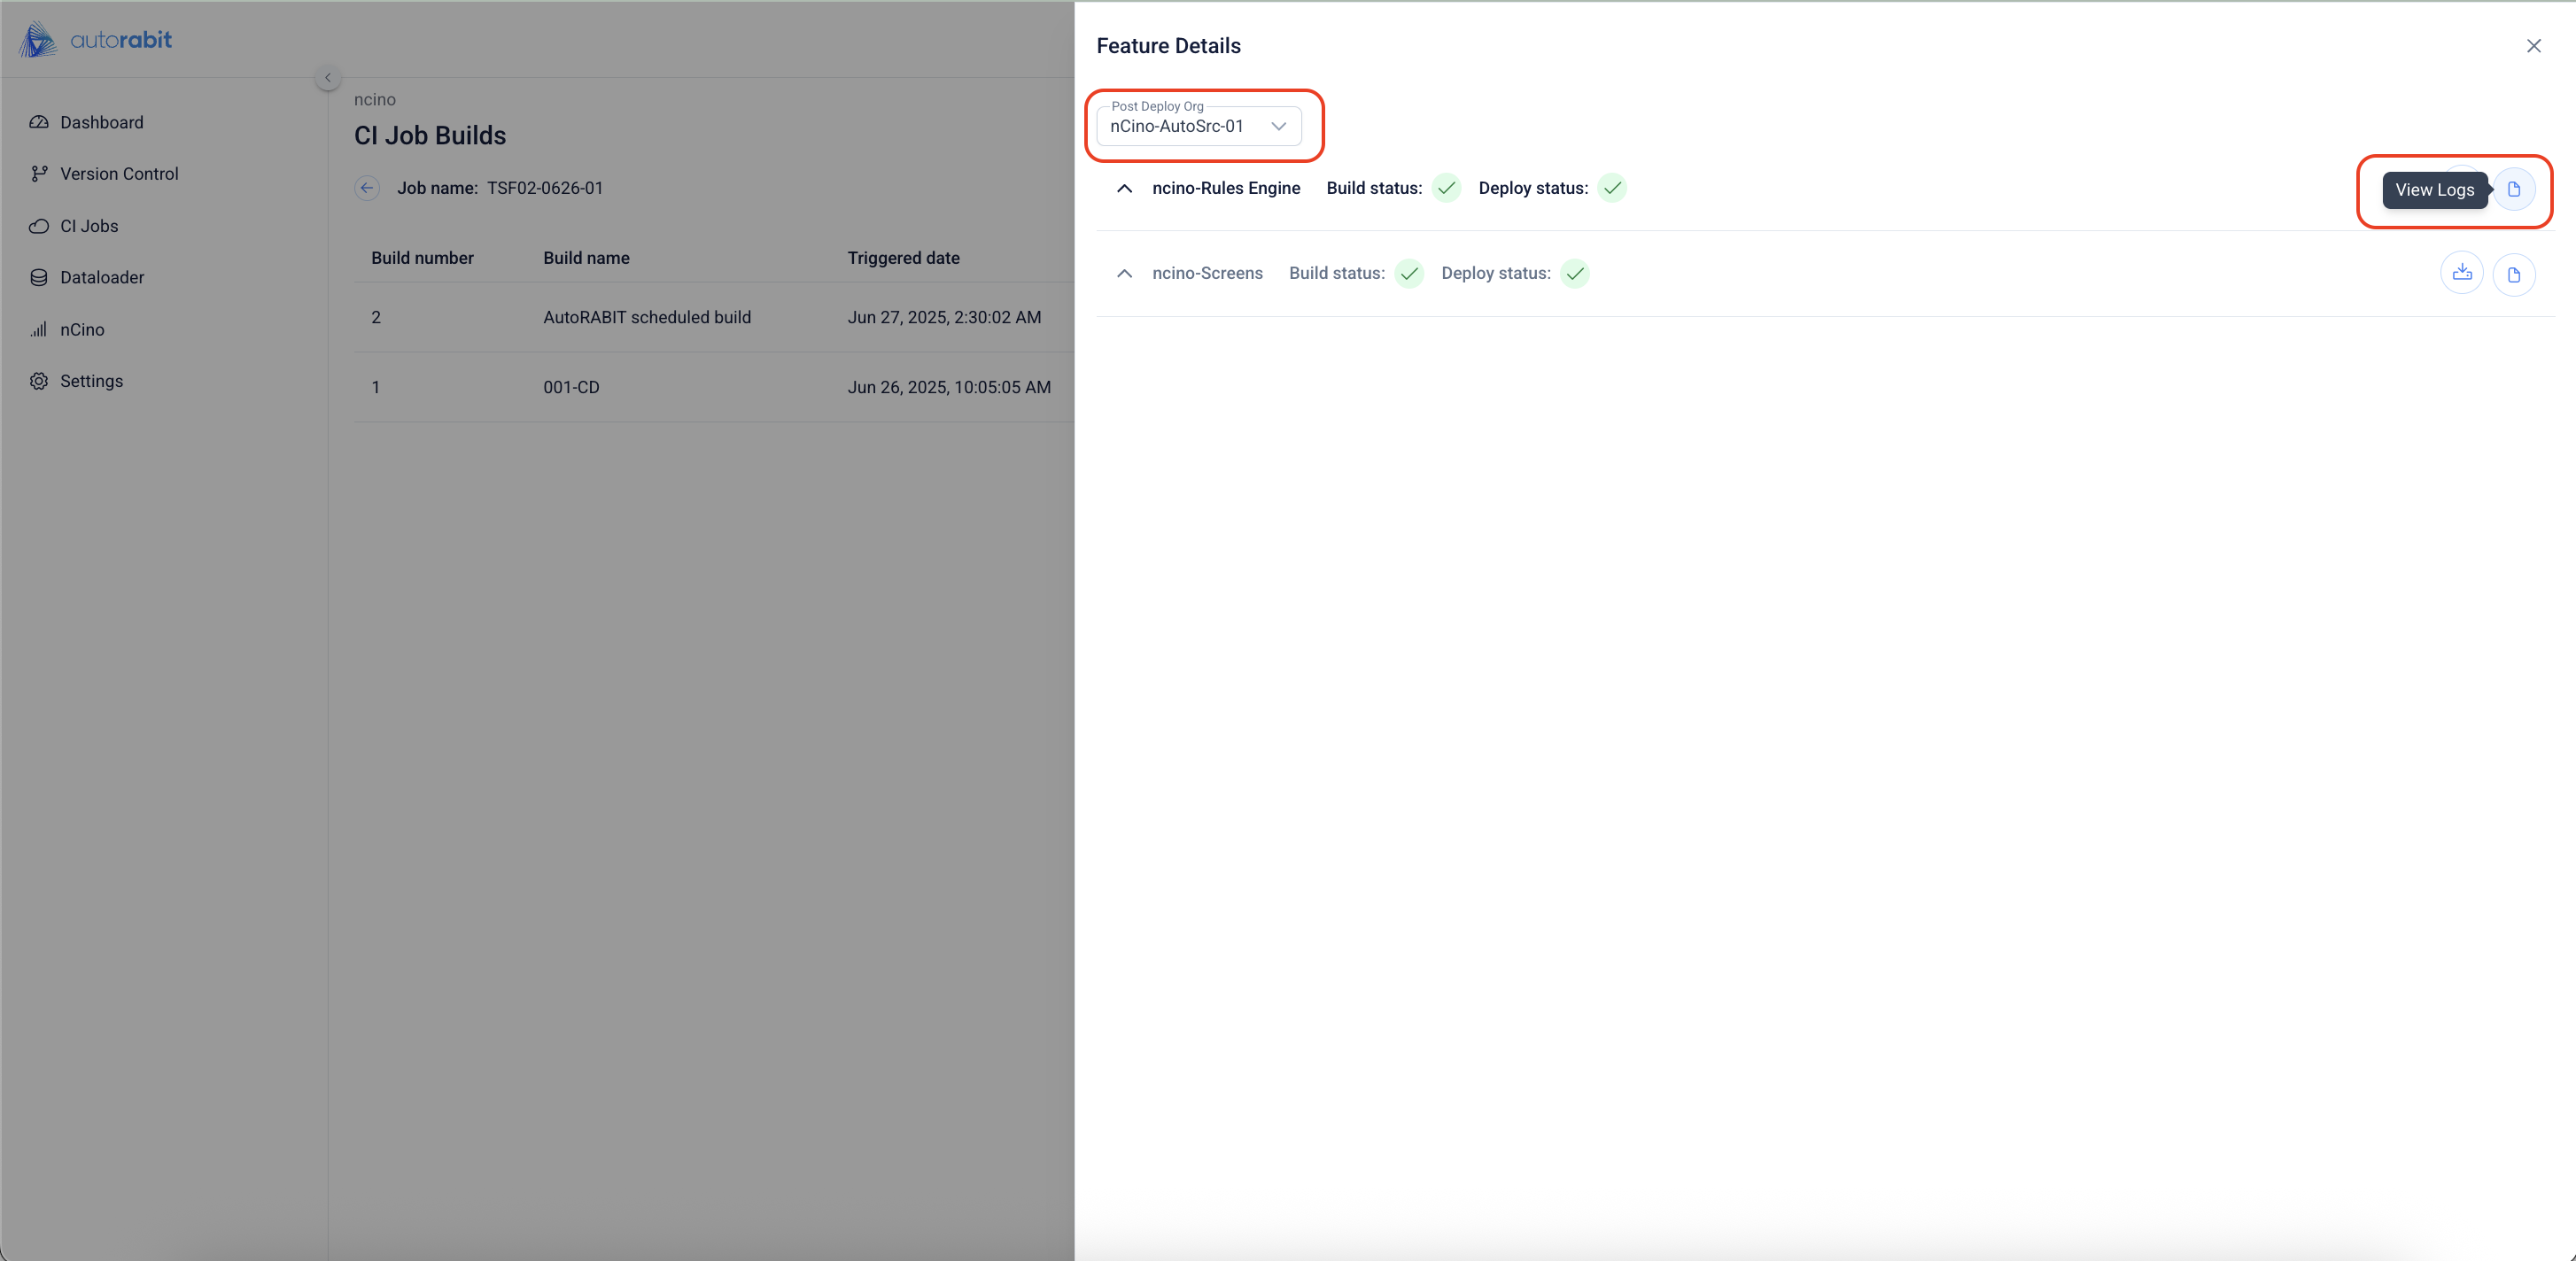 autorabit
Dashboard
Version Control
CI Jobs
Dataloader
nCino
Settings
ncino
CI Job Builds
Job name: TSF02-0626-01
Build number Build name Triggered date
2 AutoRABIT scheduled build Jun 27, 2025, 2:30:02 AM
1 001-CD Jun 26, 2025, 10:05:05 AM
Feature Details
Post Deploy Org
nCino-AutoSrc-01
ncino-Rules Engine Build status: Deploy status: View Logs
ncino-Screens Build status: Deploy status: